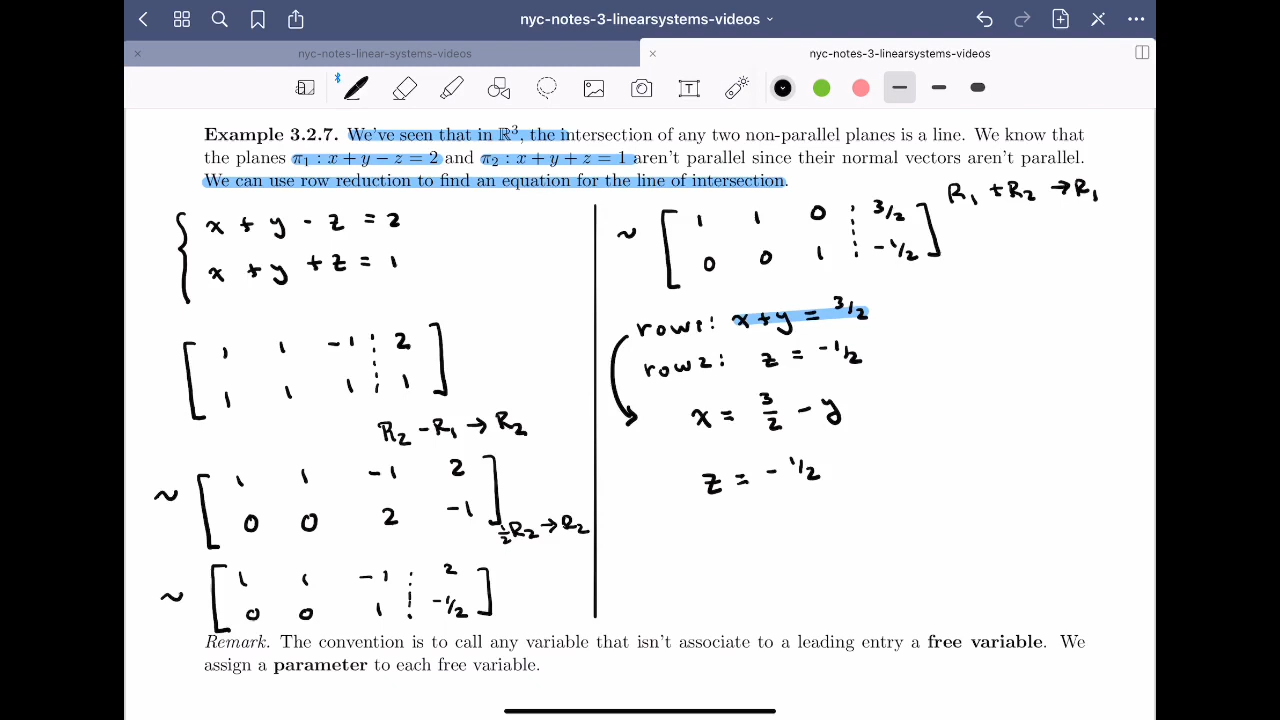 nyc-notes-3-linearsystems-videos
nyc-notes-linear-systems-videos
nyc-notes-3-linearsystems-videos
Example 3.2.7. We've seen that in ℝ³, the intersection of any two non-parallel planes is a line. We know that
the planes π₁ : x + y − z = 2 and π₂ : x + y + z = 1 aren't parallel since their normal vectors aren't parallel.
We can use row reduction to find an equation for the line of intersection.
x + y - z = 2
x + y + z = 1
1 1 -1 2
1 1 1 1
R₂ - R₁ → R₂
~ 1 1 -1 2
0 0 2 -1
½R₂ → R₂
~ 1 1 -1 2
0 0 1 -1/2
R₁ + R₂ → R₁
~ 1 1 0 3/2
0 0 1 -1/2
row1: x + y = 3/2
row2: z = -1/2
x = 3/2 - y
z = -1/2
Remark. The convention is to call any variable that isn't associate to a leading entry a free variable. We
assign a parameter to each free variable.